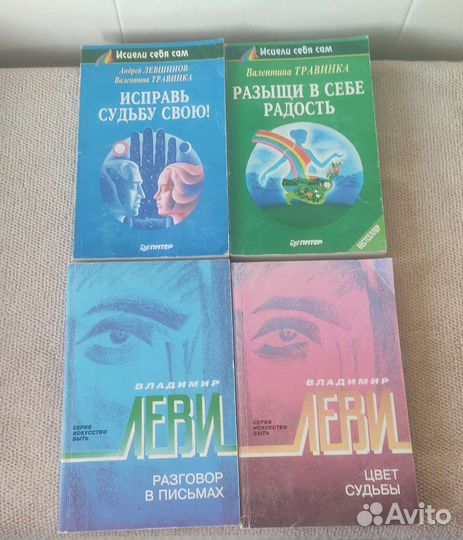 Исцели себя сам
Андрей ЛЕВШИНОВ
Валентина ТРАВИНКА
ИСПРАВЬ
СУДЬБУ СВОЮ!
ПИТЕР
Исцели себя сам
Валентина ТРАВИНКА
РАЗЫЩИ В СЕБЕ
РАДОСТЬ
ПИТЕР
БЕСТСЕЛЛЕР
ВЛАДИМИР
ЛЕВИ
СЕРИЯ
ИСКУССТВО
БЫТЬ
РАЗГОВОР
В ПИСЬМАХ
ВЛАДИМИР
ЛЕВИ
СЕРИЯ
ИСКУССТВО
БЫТЬ
ЦВЕТ
СУДЬБЫ
Avito